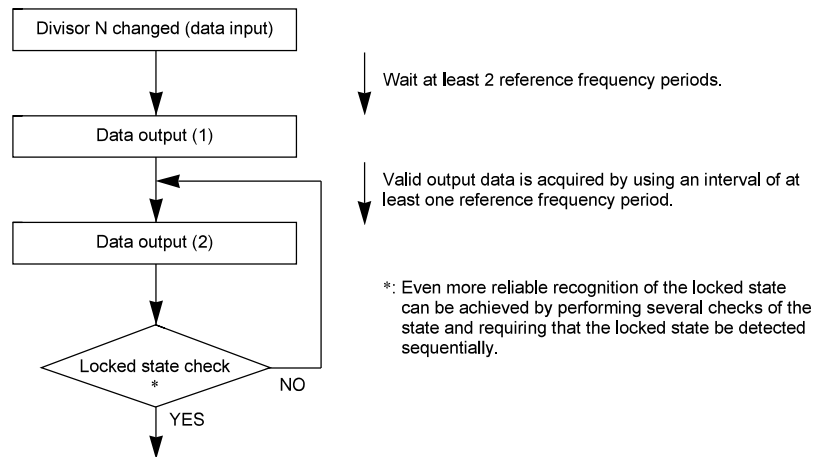 Divisor N changed (data input)
Wait at least 2 reference frequency periods.
Data output (1)
Valid output data is acquired by using an interval of at
least one reference frequency period.
Data output (2)
*: Even more reliable recognition of the locked state
can be achieved by performing several checks of the
state and requiring that the locked state be detected
sequentially.
Locked state check
*
NO
YES